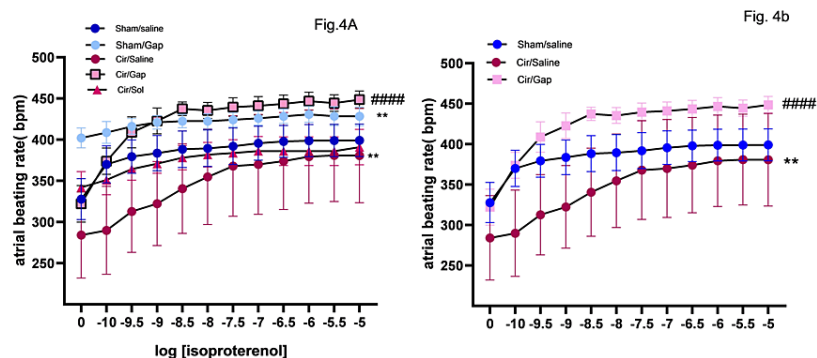 Fig.4A
Sham/saline
Sham/Gap
Cir/Saline
Cir/Gap
Cir/Sol
atrial beating rate( bpm)
500
450
400
350
300
250
####
**
**
0 -10 -9.5 -9 -8.5 -8 -7.5 -7 -6.5 -6 -5.5 -5
log [isoproterenol]
Fig. 4b
Sham/saline
Cir/Saline
Cir/Gap
atrial beating rate( bpm)
500
450
400
350
300
250
####
**
0 -10 -9.5 -9 -8.5 -8 -7.5 -7 -6.5 -6 -5.5 -5